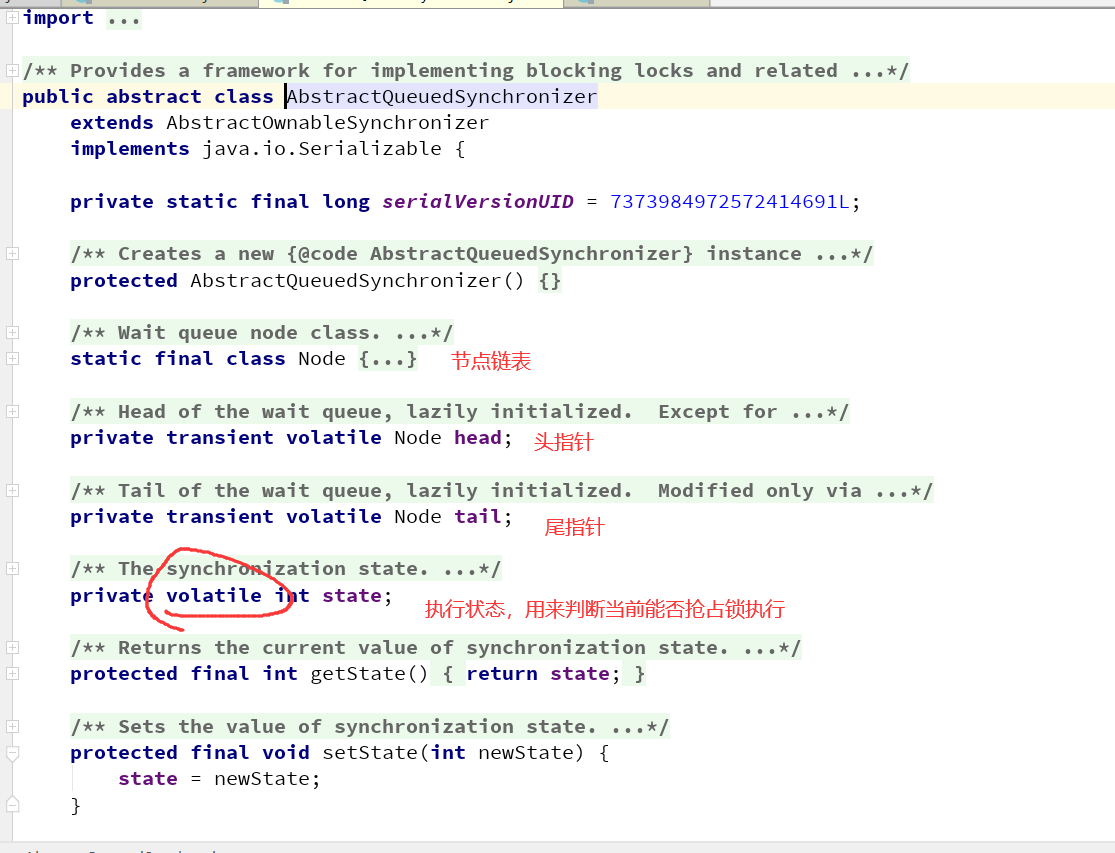 import ...
/** Provides a framework for implementing blocking locks and related ...*/
public abstract class AbstractQueuedSynchronizer
extends AbstractOwnableSynchronizer
implements java.io.Serializable {
private static final long serialVersionUID = 7373984972572414691L;
/** Creates a new {@code AbstractQueuedSynchronizer} instance ...*/
protected AbstractQueuedSynchronizer() {}
/** Wait queue node class. ...*/
static final class Node {...} 节点链表
/** Head of the wait queue, lazily initialized.  Except for ...*/
private transient volatile Node head; 头指针
/** Tail of the wait queue, lazily initialized.  Modified only via ...*/
private transient volatile Node tail; 尾指针
/** The synchronization state. ...*/
private volatile int state; 执行状态，用来判断当前能否抢占锁执行
/** Returns the current value of synchronization state. ...*/
protected final int getState() { return state; }
/** Sets the value of synchronization state. ...*/
protected final void setState(int newState) {
state = newState;
}